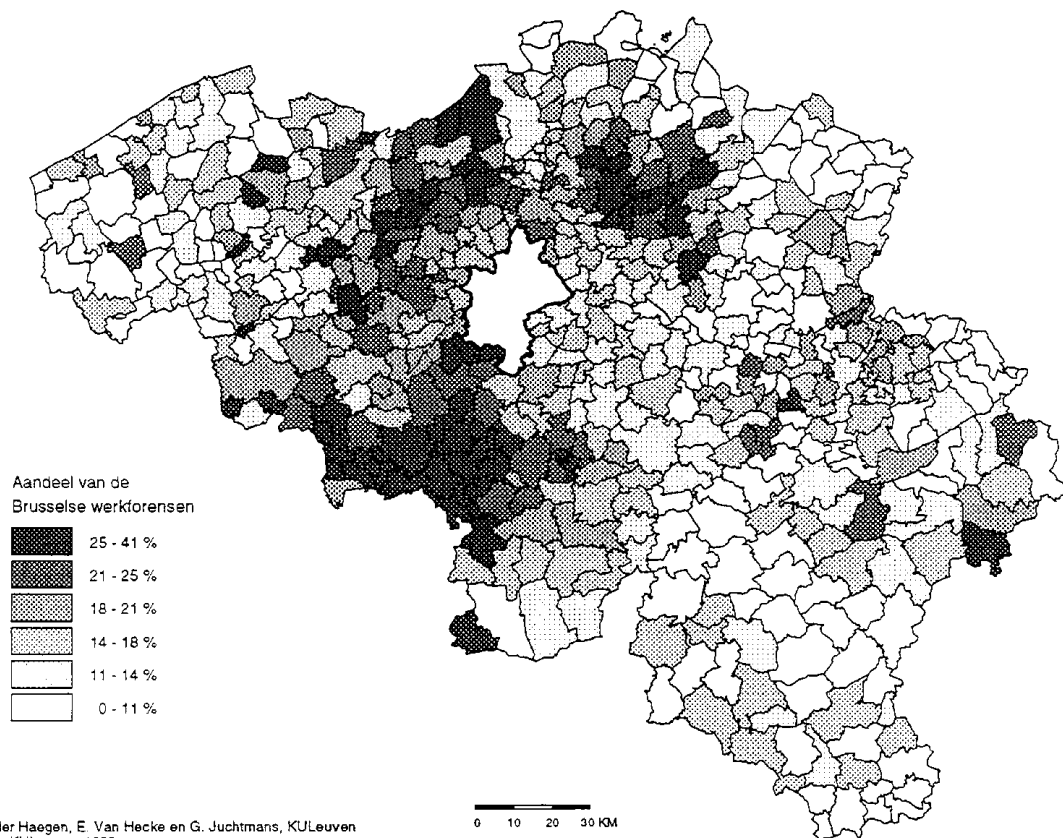 Aandeel van de
Brusselse werkforensen
25 - 41 %
21 - 25 %
18 - 21 %
14 - 18 %
11 - 14 %
0 - 11 %
0 10 20 30 KM
der Haegen, E. Van Hecke en G. Juchtmans, KULeuven